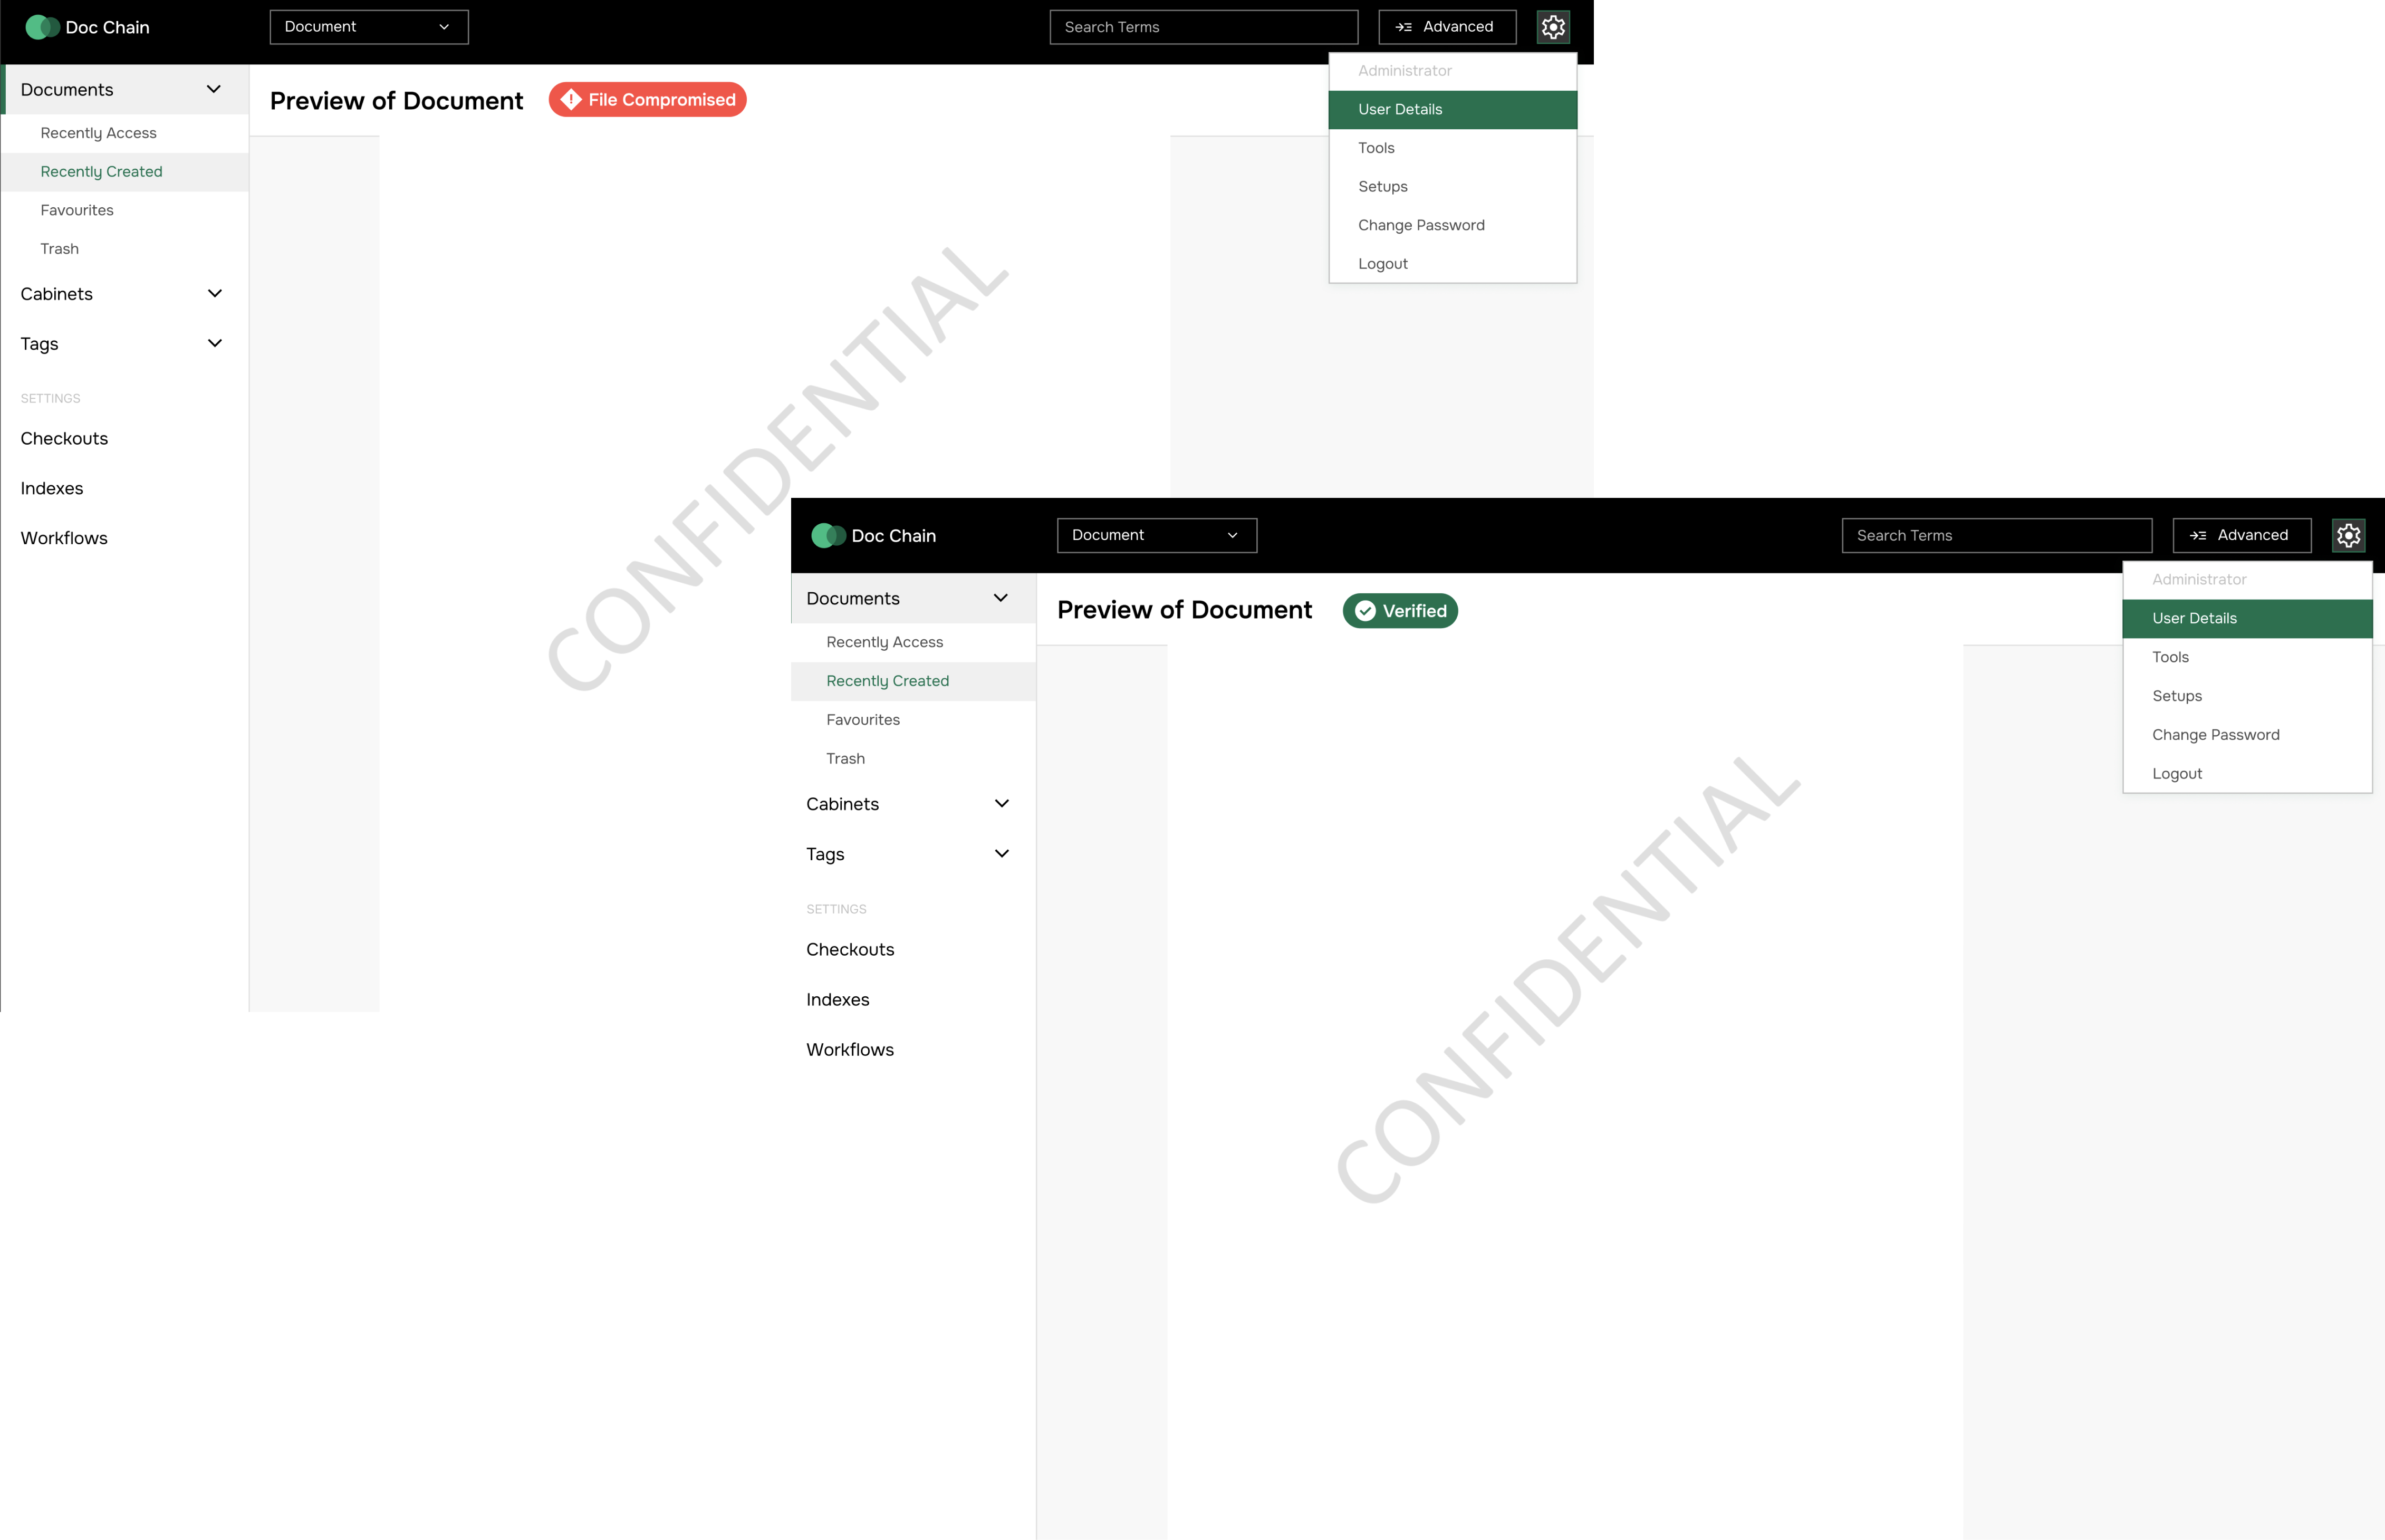 Doc Chain
Document
Search Terms
Advanced
Administrator
User Details
Tools
Setups
Change Password
Logout
Documents
Recently Access
Recently Created
Favourites
Trash
Cabinets
Tags
SETTINGS
Checkouts
Indexes
Workflows
Preview of Document
File Compromised
CONFIDENTIAL
Doc Chain
Document
Search Terms
Advanced
Administrator
User Details
Tools
Setups
Change Password
Logout
Documents
Recently Access
Recently Created
Favourites
Trash
Cabinets
Tags
SETTINGS
Checkouts
Indexes
Workflows
Preview of Document
Verified
CONFIDENTIAL